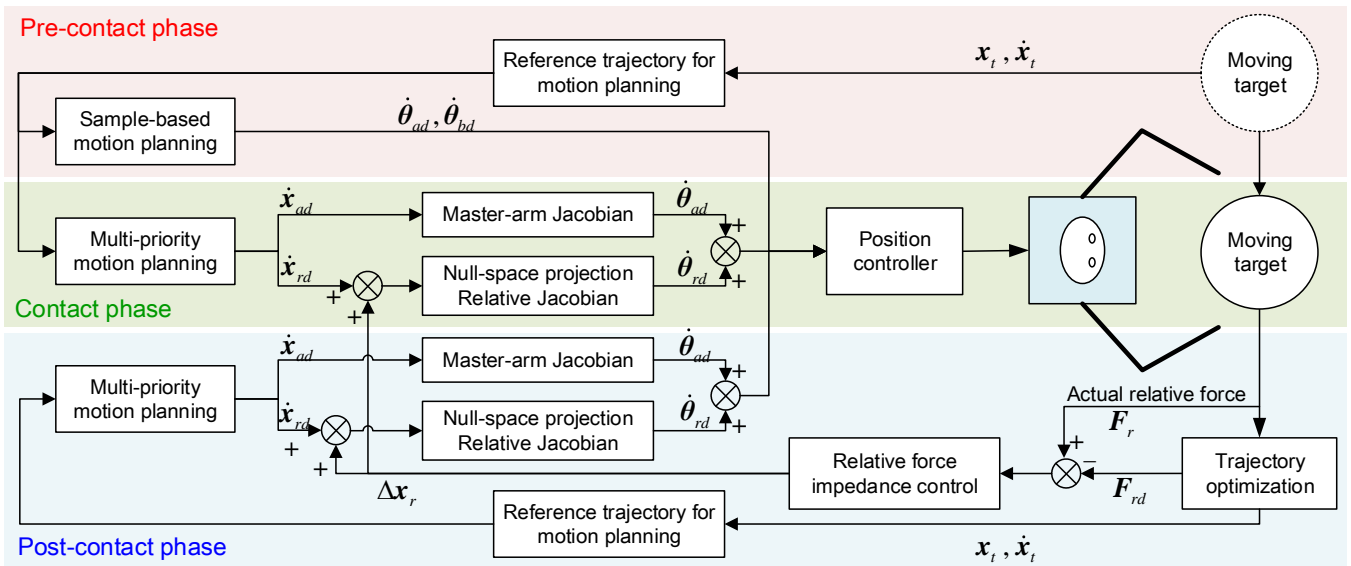 Pre-contact phase
Reference trajectory for
motion planning
x_t , ẋ_t
Moving
target
Sample-based
motion planning
θ̇_ad , θ̇_bd
Multi-priority
motion planning
ẋ_ad
Master-arm Jacobian
θ̇_ad
+
ẋ_rd
+
+
Null-space projection
Relative Jacobian
θ̇_rd
+
Position
controller
Moving
target
Contact phase
Multi-priority
motion planning
ẋ_ad
Master-arm Jacobian
θ̇_ad
+
ẋ_rd
+
+
Null-space projection
Relative Jacobian
θ̇_rd
+
Δx_r
Relative force
impedance control
Actual relative force
F_r
+
−
F_rd
Trajectory
optimization
Reference trajectory for
motion planning
x_t , ẋ_t
Post-contact phase